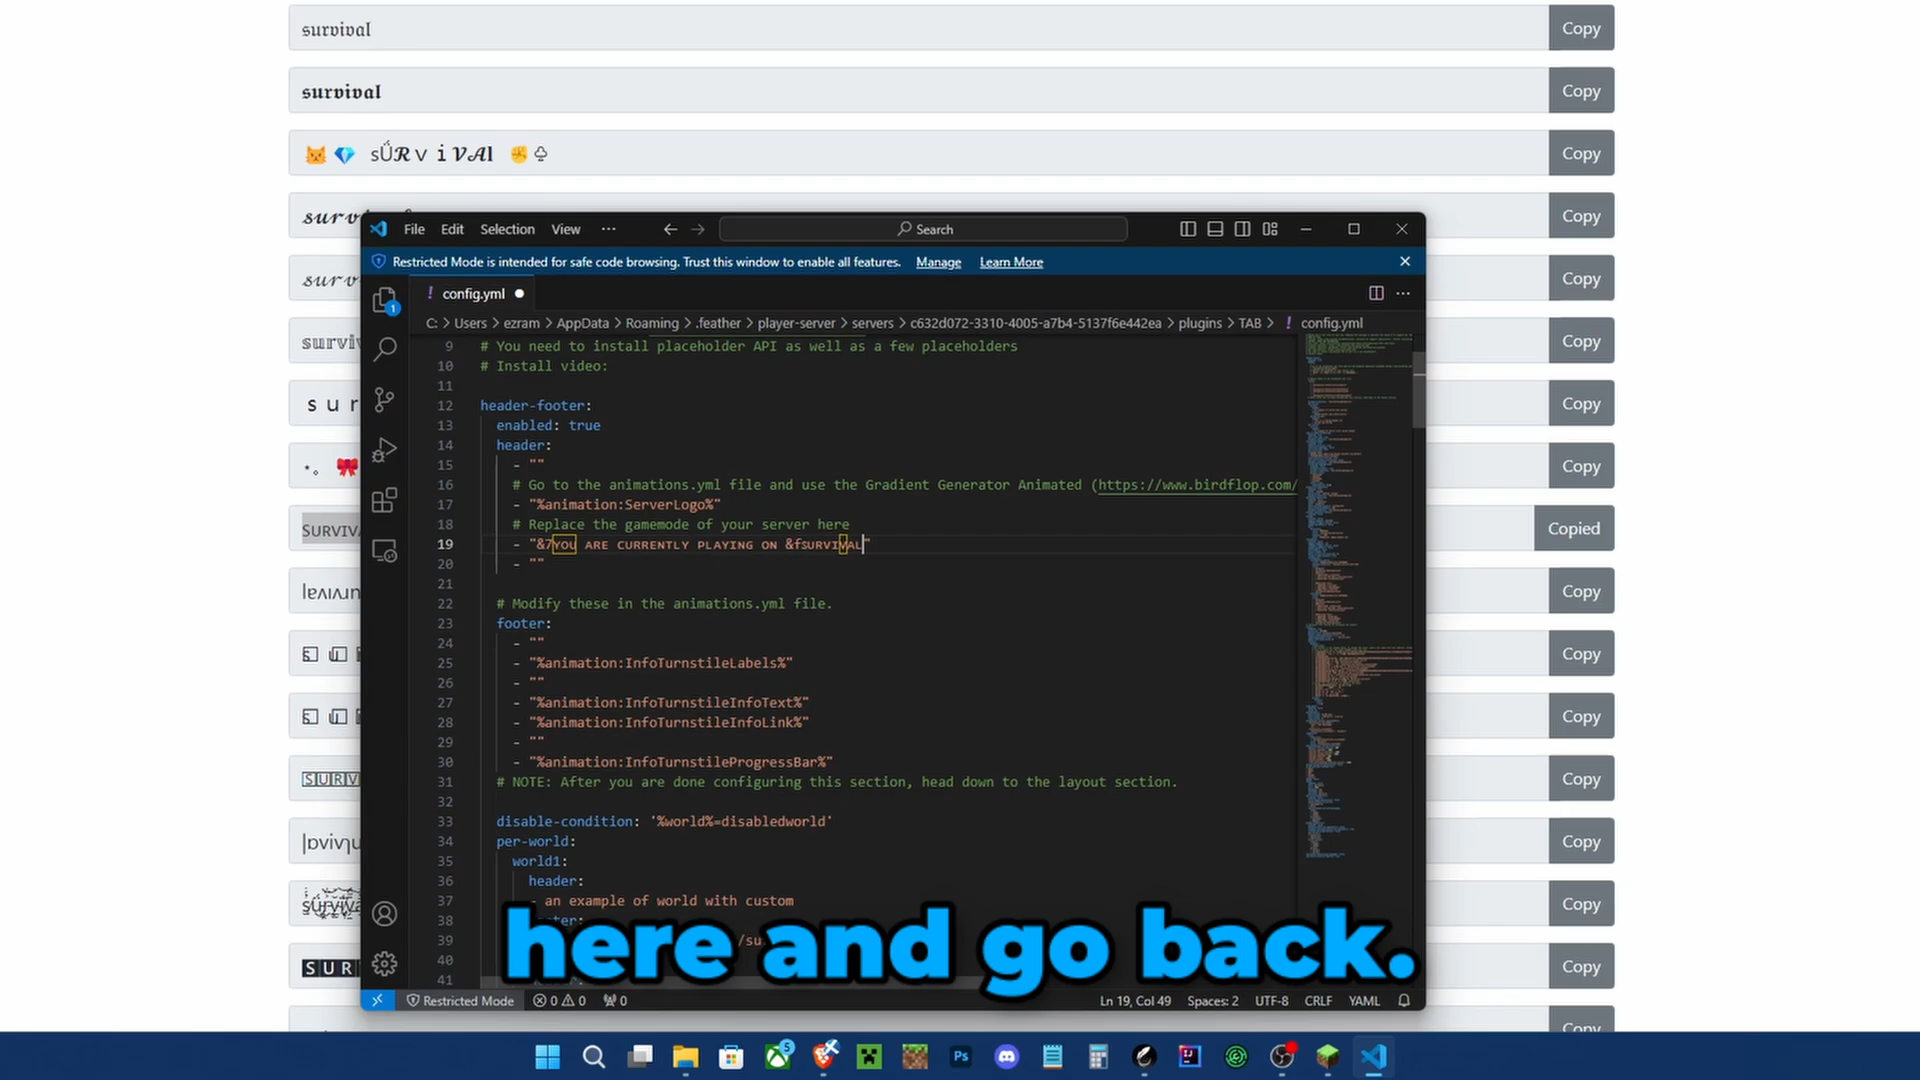 survival Copy
survival Copy
Copy
Copy
Copy
Copy
Copy
Copy
Copied
Copy
Copy
Copy
Copy
Copy
Copy
Copy
Copy
File Edit Selection View ··· Search
Restricted Mode is intended for safe code browsing. Trust this window to enable all features. Manage Learn More
! config.yml
C: > Users > ezram > AppData > Roaming > .feather > player-server > servers > c632d072-3310-4005-a7b4-5137f6e442ea > plugins > TAB > ! config.yml
9 # You need to install placeholder API as well as a few placeholders
10 # Install video:
11
12 header-footer:
13 enabled: true
14 header:
15 - ""
16 # Go to the animations.yml file and use the Gradient Generator Animated (https://www.birdflop.com/
17 - "%animation:ServerLogo%"
18 # Replace the gamemode of your server here
19 - "&7ʏᴏᴜ ᴀʀᴇ ᴄᴜʀʀᴇɴᴛʟʏ ᴘʟᴀʏɪɴɢ ᴏɴ &fꜱᴜʀᴠɪᴠᴀʟ"
20 - ""
21
22 # Modify these in the animations.yml file.
23 footer:
24 - ""
25 - "%animation:InfoTurnstileLabels%"
26 - ""
27 - "%animation:InfoTurnstileInfoText%"
28 - "%animation:InfoTurnstileInfoLink%"
29 - ""
30 - "%animation:InfoTurnstileProgressBar%"
31 # NOTE: After you are done configuring this section, head down to the layout section.
32
33 disable-condition: '%world%=disabledworld'
34 per-world:
35 world1:
36 header:
37 - an example of world with custom
38
39
40
41
here and go back.
Restricted Mode 0 0 0 Ln 19, Col 49 Spaces: 2 UTF-8 CRLF YAML